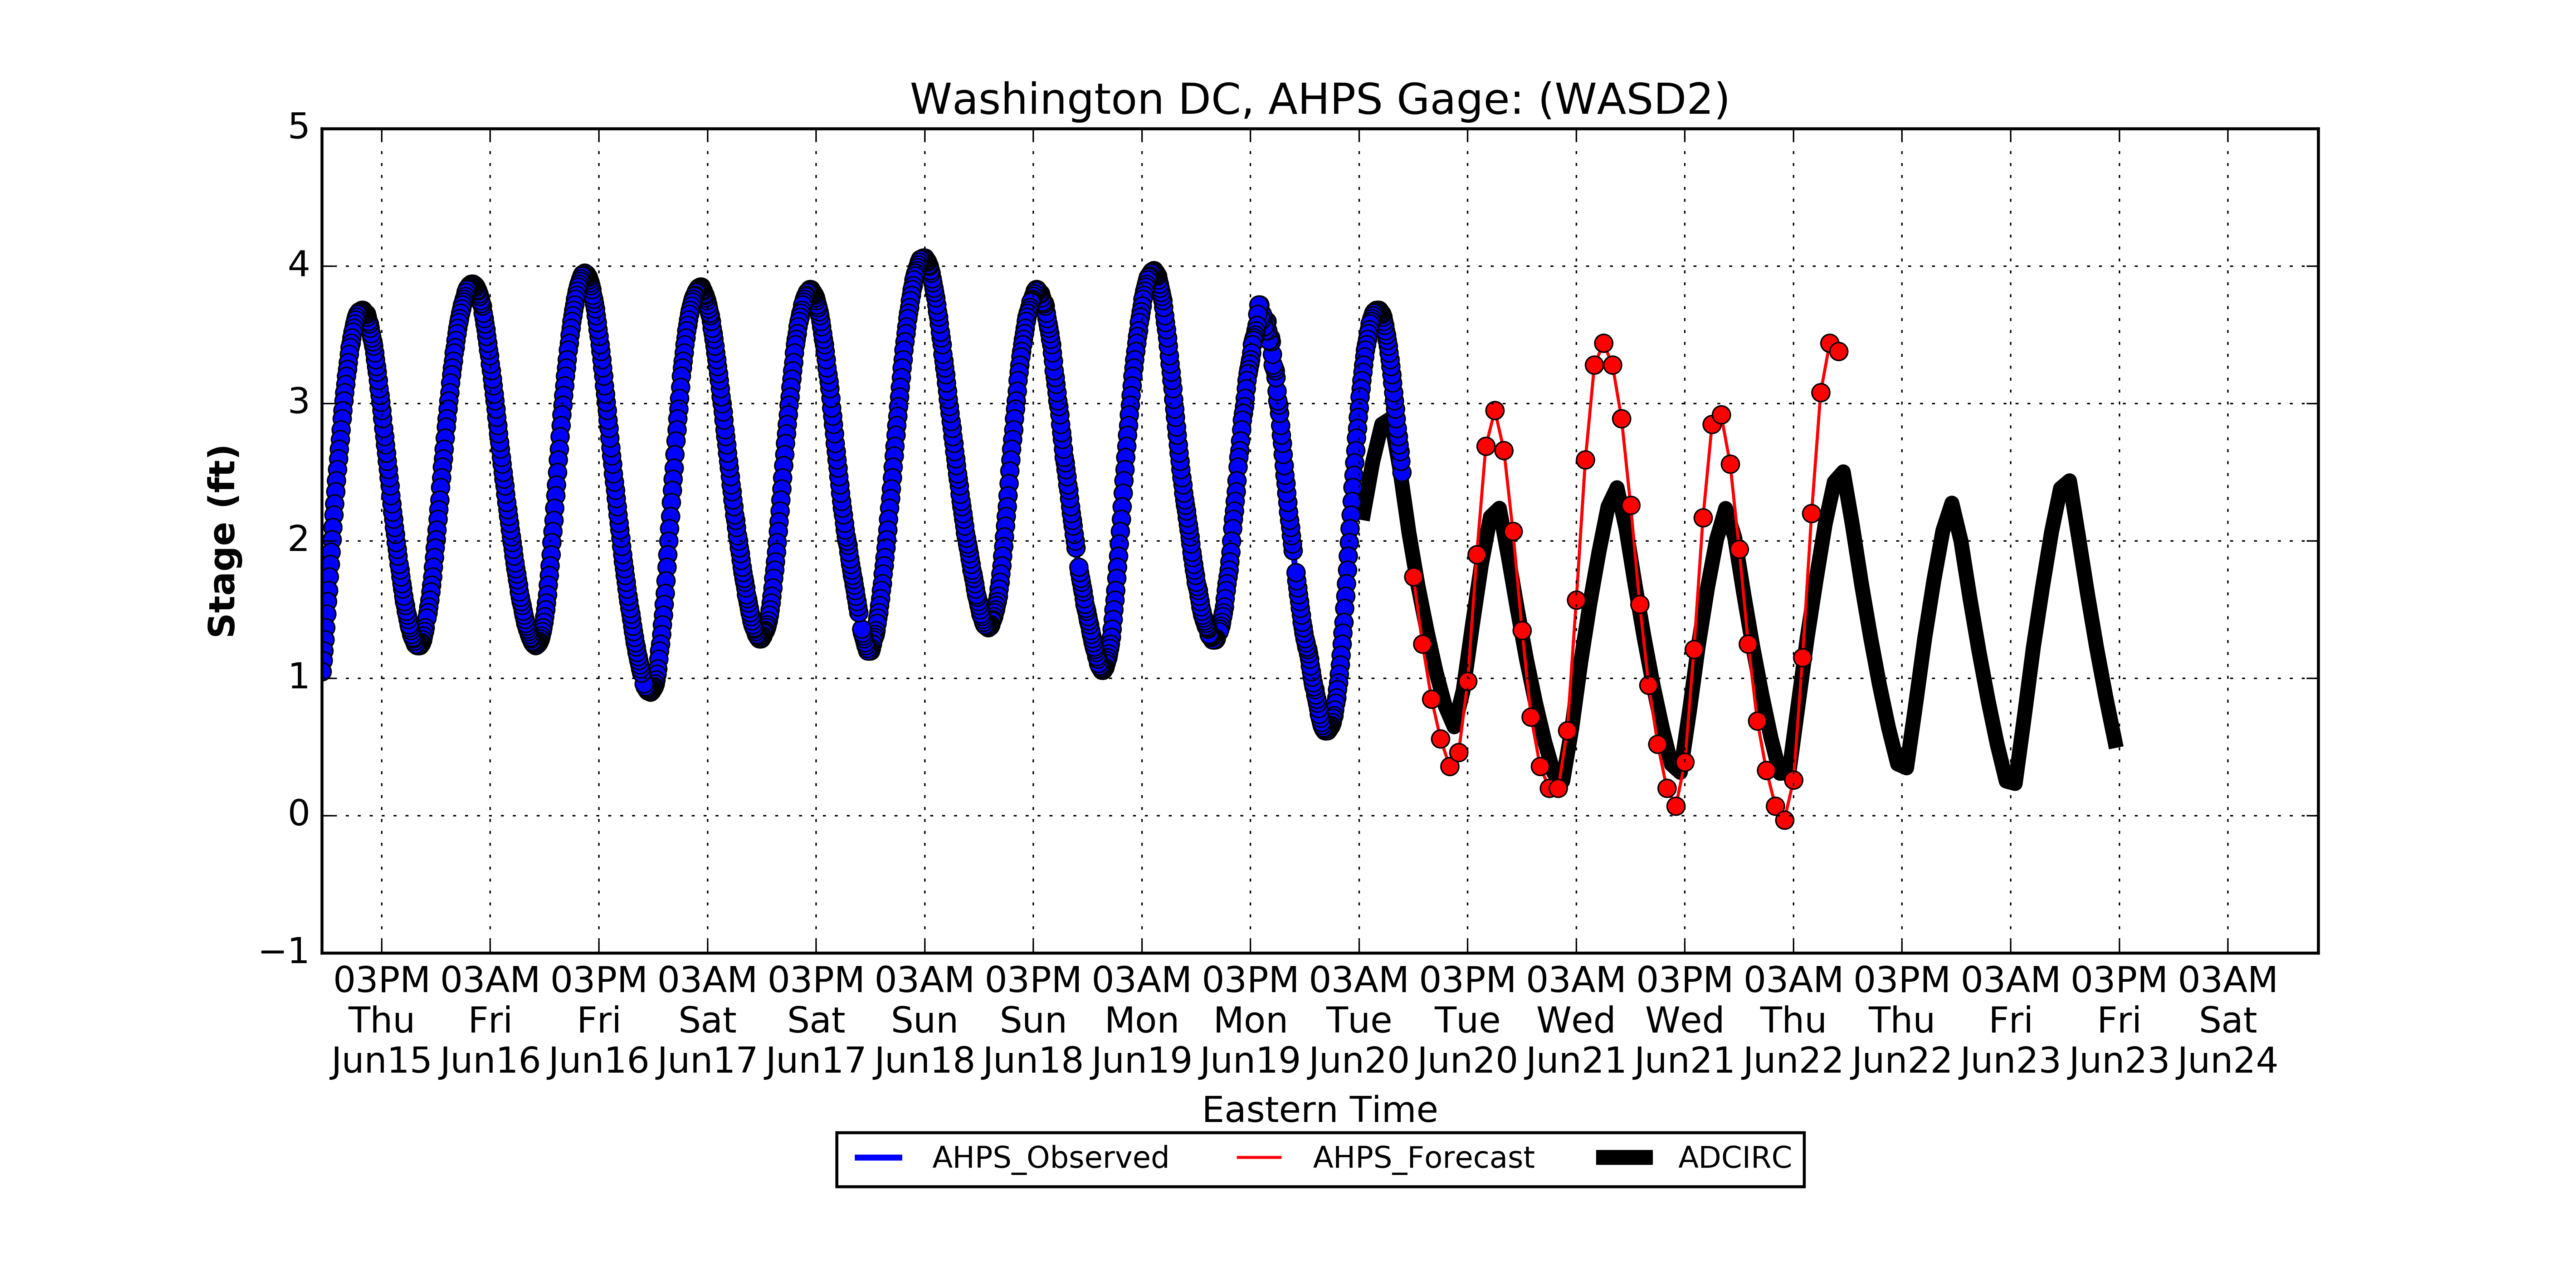 Washington DC, AHPS Gage: (WASD2)
5
4
3
2
1
0
−1
Stage (ft)
03PM 03AM 03PM 03AM 03PM 03AM 03PM 03AM 03PM 03AM 03PM 03AM 03PM 03AM 03PM 03AM 03PM 03AM
Thu Fri Fri Sat Sat Sun Sun Mon Mon Tue Tue Wed Wed Thu Thu Fri Fri Sat
Jun15 Jun16 Jun16 Jun17 Jun17 Jun18 Jun18 Jun19 Jun19 Jun20 Jun20 Jun21 Jun21 Jun22 Jun22 Jun23 Jun23 Jun24
Eastern Time
AHPS_Observed AHPS_Forecast ADCIRC